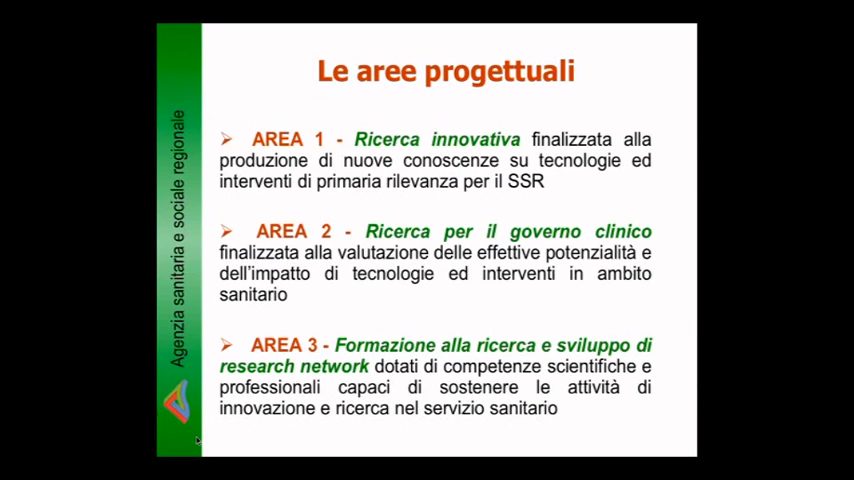 Le aree progettuali
AREA 1 - Ricerca innovativa finalizzata alla
produzione di nuove conoscenze su tecnologie ed
interventi di primaria rilevanza per il SSR
AREA 2 - Ricerca per il governo clinico
finalizzata alla valutazione delle effettive potenzialità e
dell'impatto di tecnologie ed interventi in ambito
sanitario
AREA 3 - Formazione alla ricerca e sviluppo di
research network dotati di competenze scientifiche e
professionali capaci di sostenere le attività di
innovazione e ricerca nel servizio sanitario
Agenzia sanitaria e sociale regionale